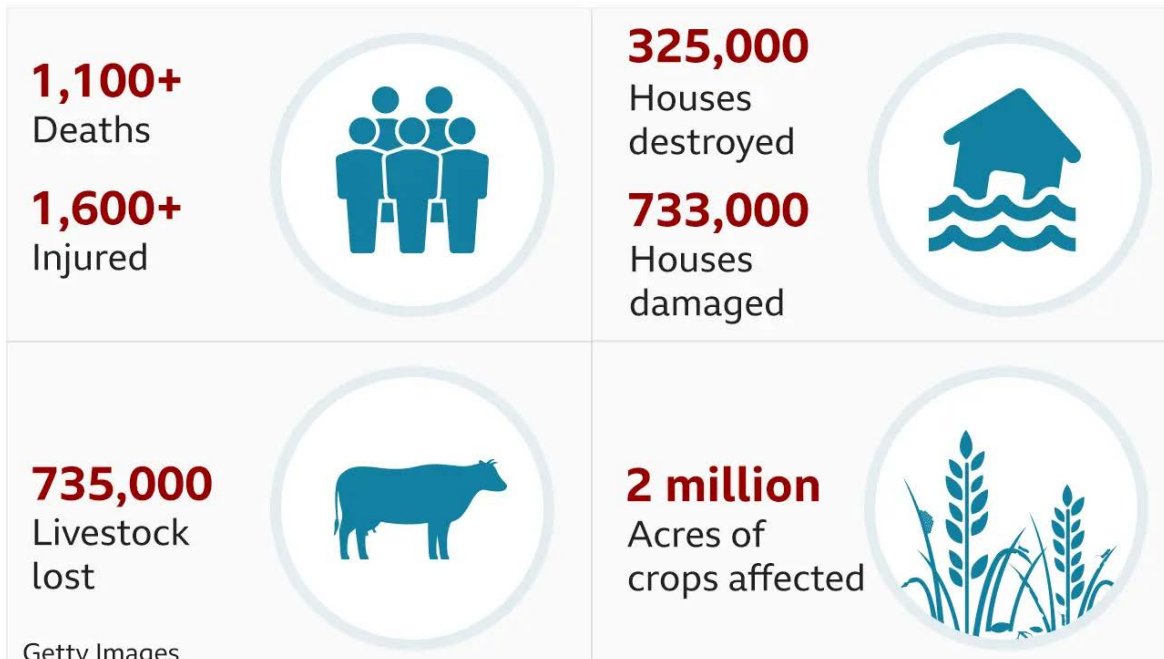 1,100+
Deaths
1,600+
Injured
325,000
Houses
destroyed
733,000
Houses
damaged
735,000
Livestock
lost
2 million
Acres of
crops affected
Getty Images